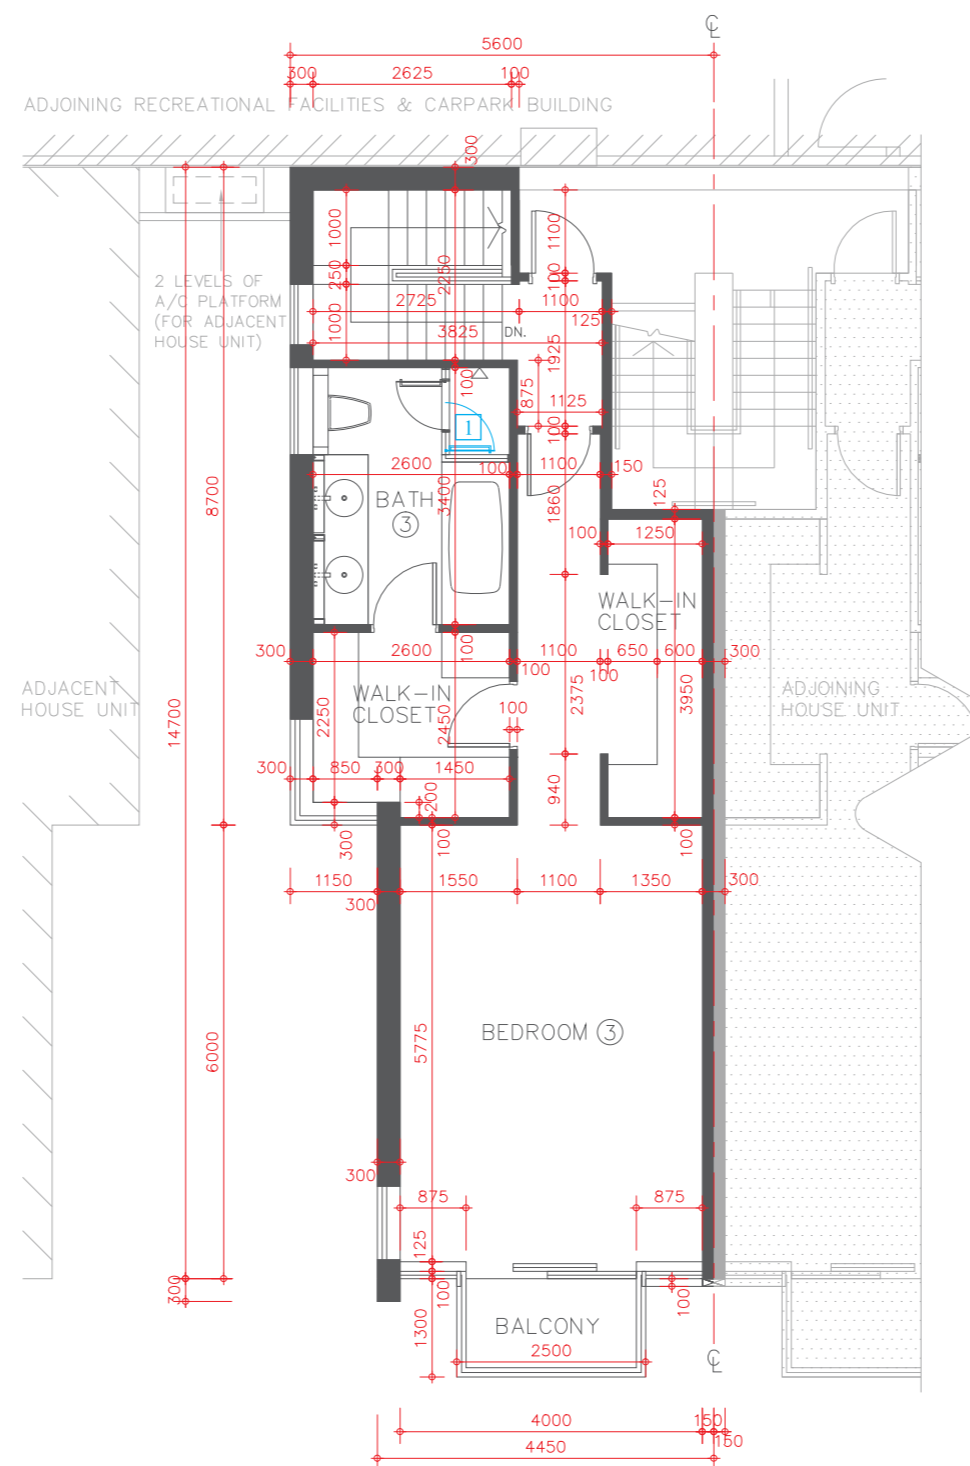 ℄
5600
300 2625 100
ADJOINING RECREATIONAL FACILITIES & CARPARK BUILDING
300
1000
1100
2 LEVELS OF
A/C PLATFORM
(FOR ADJACENT
HOUSE UNIT)
250
2250
100
2725 1100
125
1000
3825
DN.
1925
100
875
1125
1
100
2600 100 1100 150
8700
BATH
3
3400
1860
125
100 1250
WALK-IN
CLOSET
300 2600 100 1100 650 600 300
100
100
ADJACENT
HOUSE UNIT
14700
WALK-IN
CLOSET
2250
2450
100
2375
3950
ADJOINING
HOUSE UNIT
300 850 300 1450
200
940
300
100
100
1150 1550 1100 1350 300
300
BEDROOM 3
5775
6000
300
875 875
125
100
300
100
1300
BALCONY
2500
℄
4000 150
150
4450